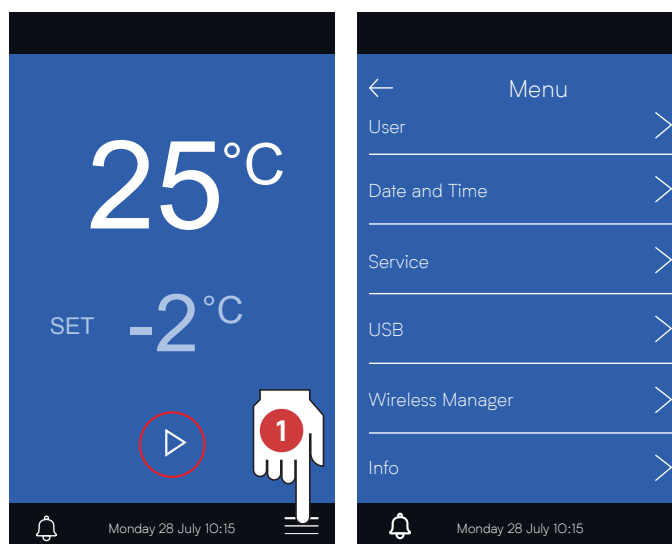 25°C
SET -2°C
1
Monday 28 July 10:15
Menu
User
Date and Time
Service
USB
Wireless Manager
Info
Monday 28 July 10:15